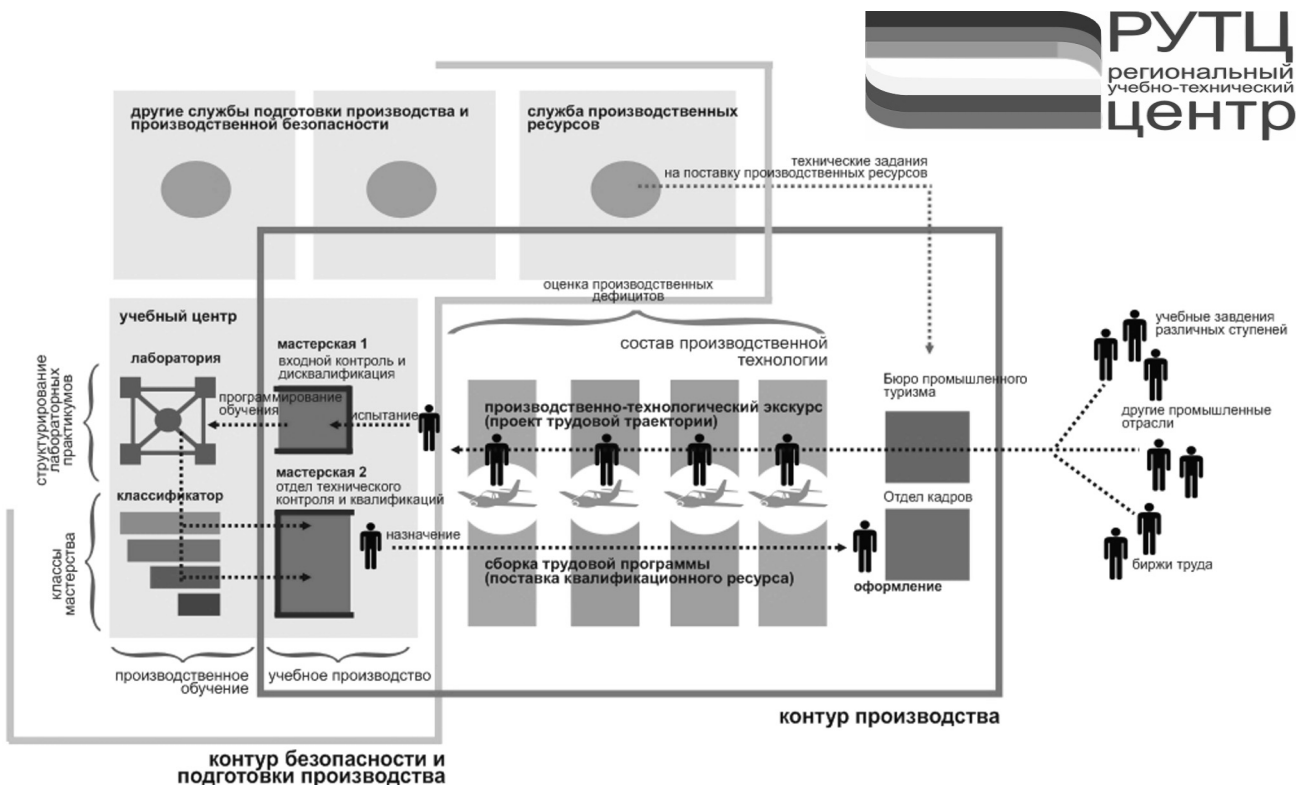 РУТЦ
региональный
учебно-технический
центр
другие службы подготовки производства и
производственной безопасности
служба производственных
ресурсов
технические задания
на поставку производственных ресурсов
оценка производственных
дефицитов
учебный центр
мастерская 1
входной контроль и
дисквалификация
состав производственной
технологии
учебные завдения
различных ступеней
лаборатория
структурирование
лабораторных
практикумов
программирование
обучения
испытание
производственно-технологический экскурс
(проект трудовой траектории)
Бюро промышленного
туризма
другие промышленные
отрасли
мастерская 2
отдел технического
контроля и квалификаций
классификатор
Отдел кадров
классы
мастерства
назначение
сборка трудовой программы
(поставка квалификационного ресурса)
оформление
биржи труда
производственное
обучение
учебное производство
контур производства
контур безопасности и
подготовки производства